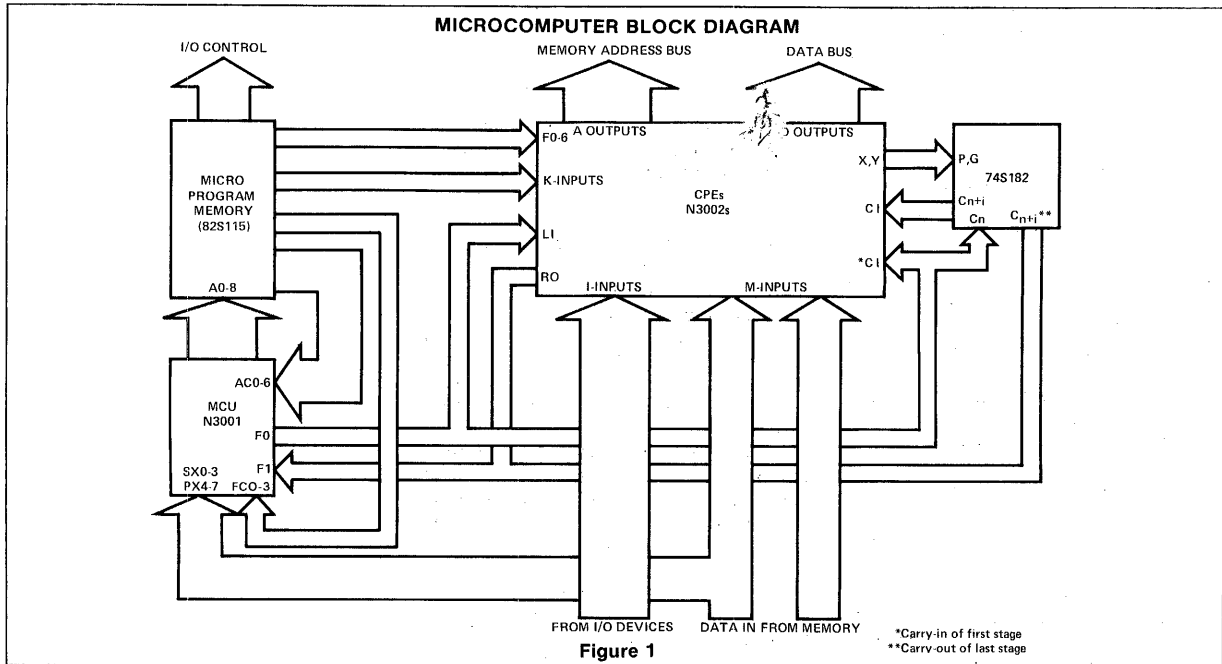 MICROCOMPUTER BLOCK DIAGRAM
I/O CONTROL
MEMORY ADDRESS BUS
DATA BUS
F0-6
A OUTPUTS
OUTPUTS
X,Y
P,G
74S182
MICRO
PROGRAM
MEMORY
(82S115)
K-INPUTS
CPEs
N3002s
CI
Cn+i
Cn
Cn+i**
LI
*CI
RO
A0-8
I-INPUTS
M-INPUTS
AC0-6
MCU
N3001
F0
F1
SX0-3
PX4-7
FCO-3
FROM I/O DEVICES
DATA IN FROM MEMORY
*Carry-in of first stage
**Carry-out of last stage
Figure 1